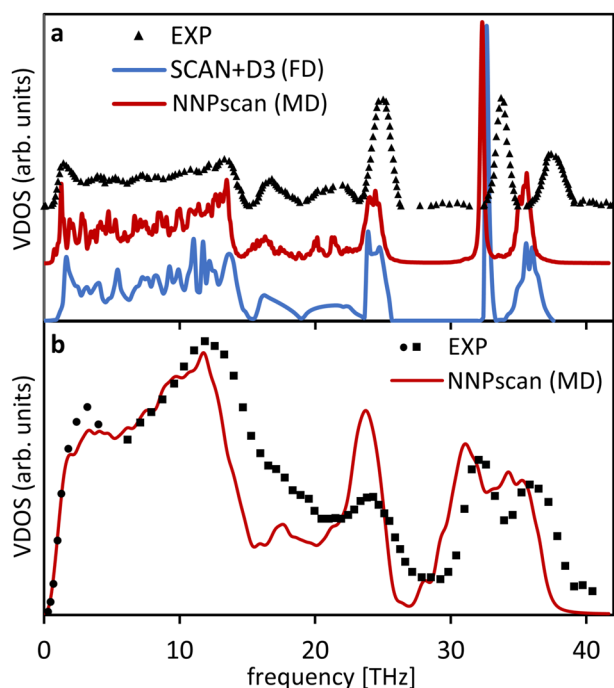 a
EXP
SCAN+D3 (FD)
NNPscan (MD)
VDOS (arb. units)
b
EXP
NNPscan (MD)
VDOS (arb. units)
0 10 20 30 40
frequency [THz]